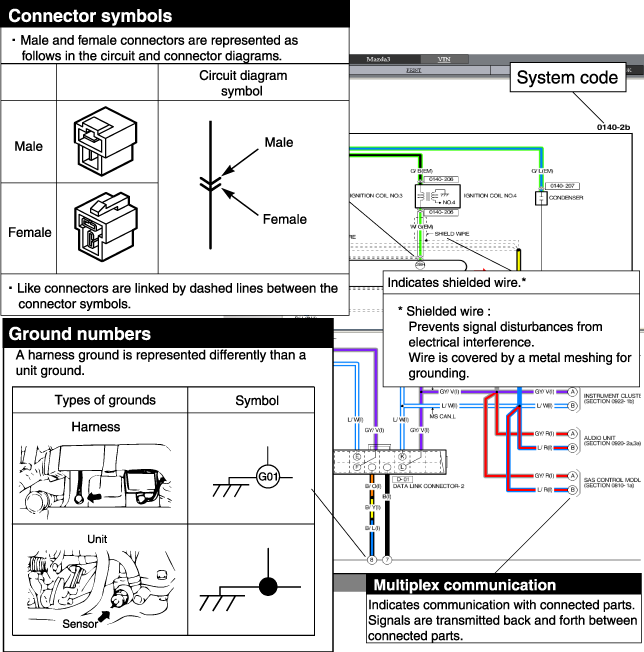 Connector symbols
・Male and female connectors are represented as
follows in the circuit and connector diagrams.
Circuit diagram
symbol
Male
Male
Female
Female
・Like connectors are linked by dashed lines between the
connector symbols.
Mazda3
VIN
PRINT
System code
0140-2b
G/B(EM)
G/L(EM)
0140-206
0140-207
IGNITION COIL NO.3
NO.4
IGNITION COIL NO.4
CONDENSER
0140-206
W/G(EM)
SHIELD WIRE
Indicates shielded wire.*
* Shielded wire :
Prevents signal disturbances from
electrical interference.
Wire is covered by a metal meshing for
grounding.
Ground numbers
A harness ground is represented differently than a
unit ground.
Types of grounds
Symbol
Harness
G01
Unit
Sensor
GY/V(I)
A
INSTRUMENT CLUSTE
(SECTION 0922-1b)
L/W(I)
B
MS CAN.L
L/W(I)
GY/V(I)
L/W(I)
GY/V(I)
GY/R(I)
A
AUDIO UNIT
(SECTION 0920-2a,3a)
L/R(I)
B
C
K
F
L
D-01
DATA LINK CONNECTOR-2
GY/R(I)
A
SAS CONTROL MODL
(SECTION 0810-1a)
L/R(I)
B
B/O(I)
B(I)
B/Y(I)
B/L(I)
8
7
Multiplex communication
Indicates communication with connected parts.
Signals are transmitted back and forth between
connected parts.